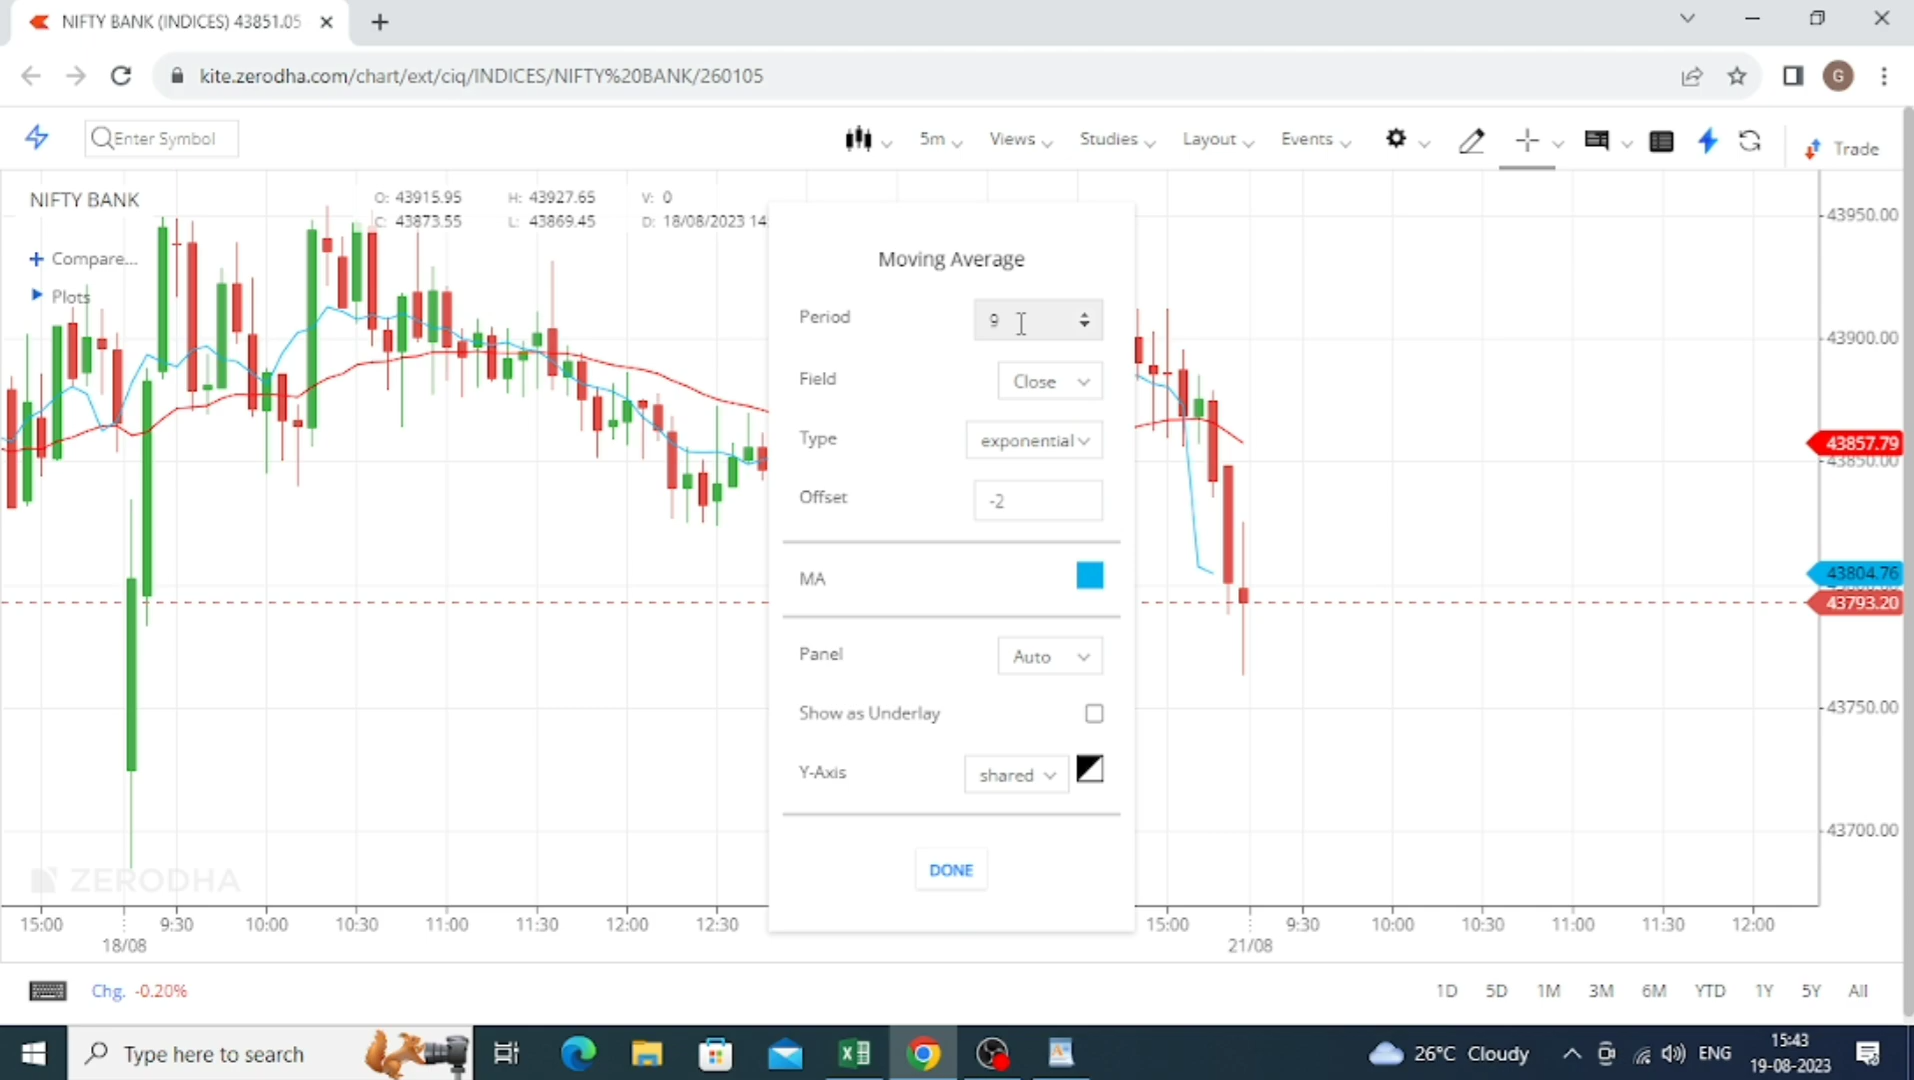 NIFTY BANK (INDICES) 43851.05
kite.zerodha.com/chart/ext/ciq/INDICES/NIFTY%20BANK/260105
G
Enter Symbol
5m
Views
Studies
Layout
Events
Trade
NIFTY BANK
O: 43915.95 H: 43927.65 V: 0
C: 43873.55 L: 43869.45 D: 18/08/2023 14
Compare...
Plots
Moving Average
Period 9
Field Close
Type exponential
Offset -2
MA
Panel Auto
Show as Underlay
Y-Axis shared
DONE
43950.00
43900.00
43857.79
43850.00
43804.76
43793.20
43750.00
43700.00
ZERODHA
15:00 9:30 10:00 10:30 11:00 11:30 12:00 12:30 15:00 9:30 10:00 10:30 11:00 11:30 12:00
18/08 21/08
Chg. -0.20%
1D 5D 1M 3M 6M YTD 1Y 5Y All
Type here to search
26°C Cloudy
ENG
15:43
19-08-2023